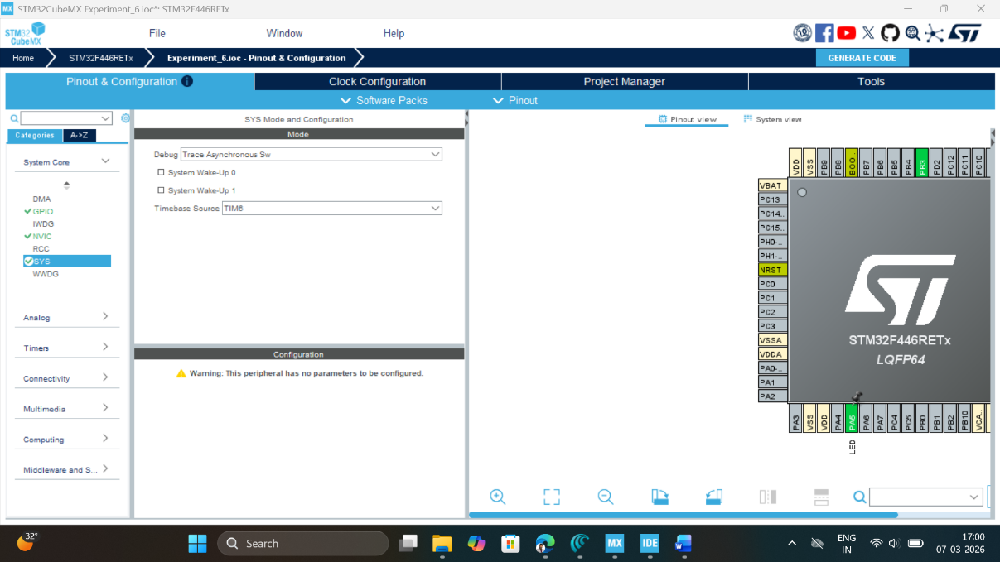 MX STM32CubeMX Experiment_6.ioc*: STM32F446RETx
STM32
CubeMX
File
Window
Help
Home
STM32F446RETx
Experiment_6.ioc - Pinout & Configuration
GENERATE CODE
Pinout & Configuration
Clock Configuration
Project Manager
Tools
Software Packs
Pinout
Categories
A->Z
System Core
DMA
GPIO
IWDG
NVIC
RCC
SYS
WWDG
Analog
Timers
Connectivity
Multimedia
Computing
Middleware and S...
SYS Mode and Configuration
Mode
Debug Trace Asynchronous Sw
System Wake-Up 0
System Wake-Up 1
Timebase Source TIM6
Configuration
Warning: This peripheral has no parameters to be configured.
Pinout view
System view
VDD VSS PB9 PB8 BOO.. PB7 PB6 PB5 PB4 PB3 PD2 PC12 PC11 PC10
VBAT
PC13
PC14..
PC15..
PH0-..
PH1-..
NRST
PC0
PC1
PC2
PC3
VSSA
VDDA
PA0-..
PA1
PA2
STM32F446RETx
LQFP64
PA3 VSS VDD PA4 PA5 PA6 PA7 PC4 PC5 PB0 PB1 PB2 PB10 VCA..
LED
32°
Search
MX
IDE
ENG
IN
17:00
07-03-2026